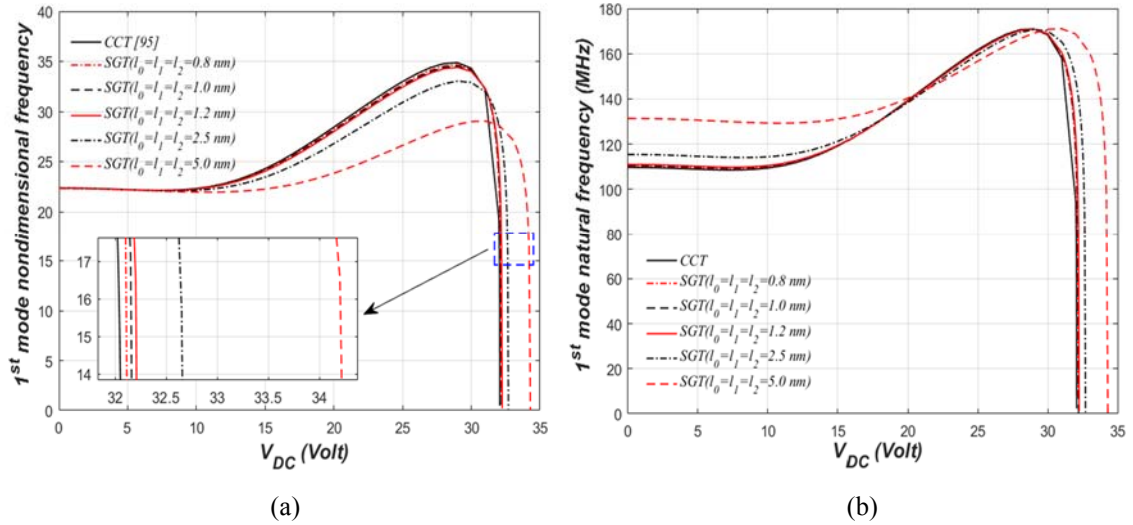 1st mode nondimensional frequency
40
35
30
25
20
15
10
5
0
CCT [95]
SGT(l0=l1=l2=0.8 nm)
SGT(l0=l1=l2=1.0 nm)
SGT(l0=l1=l2=1.2 nm)
SGT(l0=l1=l2=2.5 nm)
SGT(l0=l1=l2=5.0 nm)
17
16
15
14
32 32.5 33 33.5 34
0 5 10 15 20 25 30 35
VDC (Volt)
(a)
1st mode natural frequency (MHz)
180
160
140
120
100
80
60
40
20
0
CCT
SGT(l0=l1=l2=0.8 nm)
SGT(l0=l1=l2=1.0 nm)
SGT(l0=l1=l2=1.2 nm)
SGT(l0=l1=l2=2.5 nm)
SGT(l0=l1=l2=5.0 nm)
0 5 10 15 20 25 30 35
VDC (Volt)
(b)